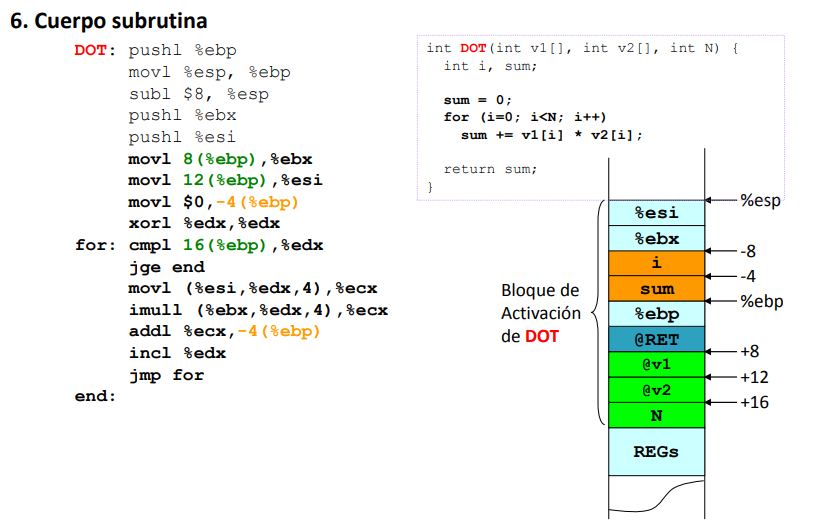 6. Cuerpo subrutina
DOT: pushl %ebp
movl %esp, %ebp
subl $8, %esp
pushl %ebx
pushl %esi
movl 8(%ebp),%ebx
movl 12(%ebp),%esi
movl $0,-4(%ebp)
xorl %edx,%edx
for: cmpl 16(%ebp),%edx
jge end
movl (%esi,%edx,4),%ecx
imull (%ebx,%edx,4),%ecx
addl %ecx,-4(%ebp)
incl %edx
jmp for
end:
int DOT(int v1[], int v2[], int N) {
int i, sum;
sum = 0;
for (i=0; i<N; i++)
sum += v1[i] * v2[i];
return sum;
}
Bloque de
Activación
de DOT
%esi
%ebx
i
sum
%ebp
@RET
@v1
@v2
N
REGs
%esp
-8
-4
%ebp
+8
+12
+16